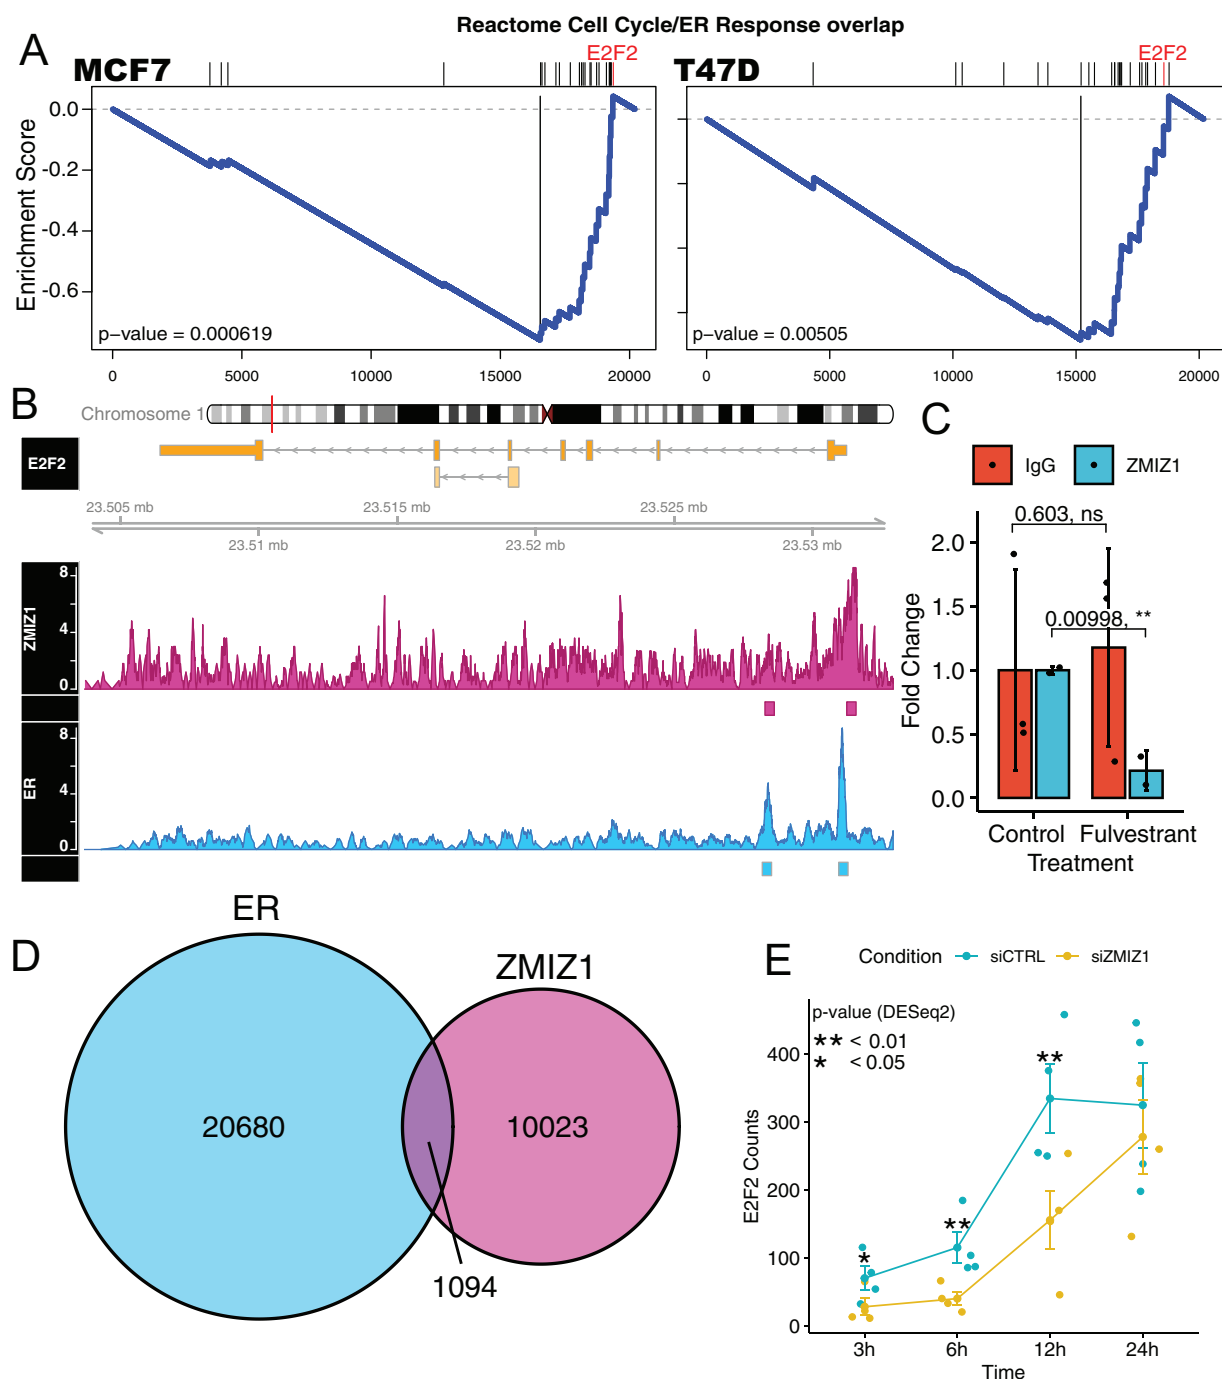 Reactome Cell Cycle/ER Response overlap
A
MCF7
E2F2
T47D
E2F2
Enrichment Score
0.0
-0.2
-0.4
-0.6
p-value = 0.000619
p-value = 0.00505
0 5000 10000 15000 20000
0 5000 10000 15000 20000
B
Chromosome 1
E2F2
23.505 mb 23.515 mb 23.525 mb
23.51 mb 23.52 mb 23.53 mb
ZMIZ1
8
4
0
ER
8
4
0
C
IgG ZMIZ1
0.603, ns
0.00998, **
Fold Change
2.0
1.5
1.0
0.5
0.0
Control Fulvestrant
Treatment
D
ER
ZMIZ1
20680
10023
1094
E
Condition siCTRL siZMIZ1
p-value (DESeq2)
** < 0.01
* < 0.05
E2F2 Counts
400
300
200
100
0
*
**
**
3h 6h 12h 24h
Time